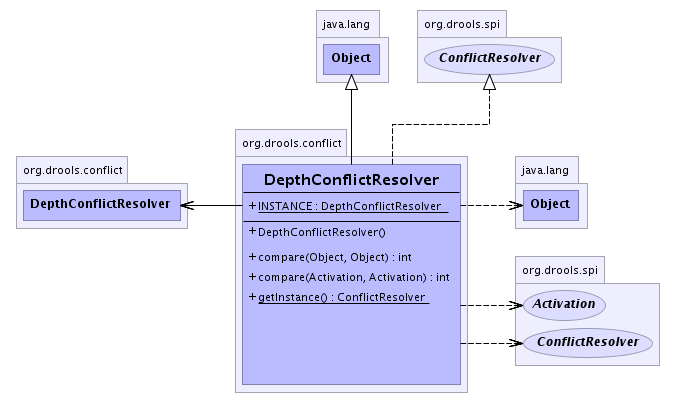 java.lang
Object
org.drools.spi
ConflictResolver
org.drools.conflict
DepthConflictResolver
org.drools.conflict
DepthConflictResolver
+ INSTANCE : DepthConflictResolver
+ DepthConflictResolver()
+ compare(Object, Object) : int
+ compare(Activation, Activation) : int
+ getInstance() : ConflictResolver
java.lang
Object
org.drools.spi
Activation
ConflictResolver